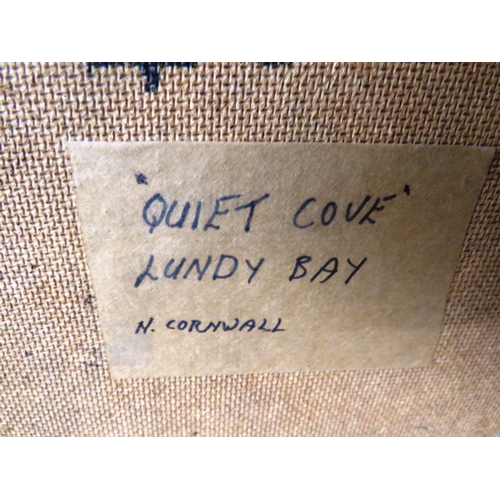 "QUIET COVE"
LUNDY BAY
N. CORNWALL